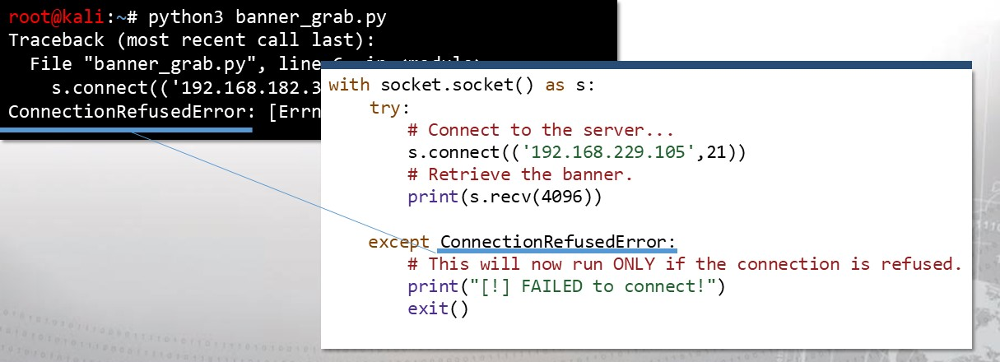 root@kali:~# python3 banner_grab.py
Traceback (most recent call last):
File "banner_grab.py", line
s.connect(('192.168.182.3
ConnectionRefusedError: [Errn
with socket.socket() as s:
try:
# Connect to the server...
s.connect(('192.168.229.105',21))
# Retrieve the banner.
print(s.recv(4096))
except ConnectionRefusedError:
# This will now run ONLY if the connection is refused.
print("[!] FAILED to connect!")
exit()